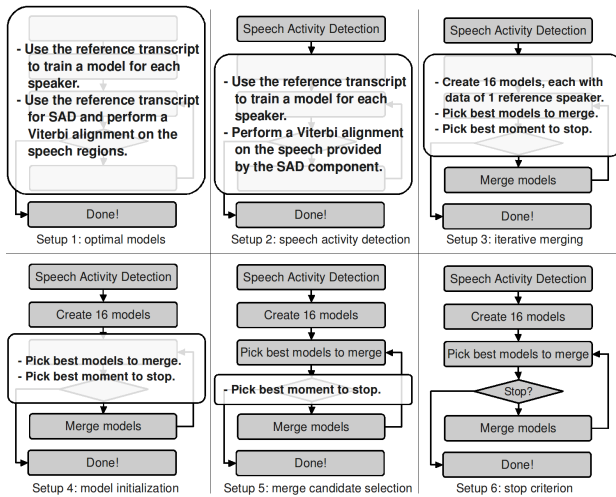 - Use the reference transcript
to train a model for each
speaker.
- Use the reference transcript
for SAD and perform a
Viterbi alignment on the
speech regions.
Done!
Setup 1: optimal models
Speech Activity Detection
- Use the reference transcript
to train a model for each
speaker.
- Perform a Viterbi alignment
on the speech provided
by the SAD component.
Done!
Setup 2: speech activity detection
Speech Activity Detection
- Create 16 models, each with
data of 1 reference speaker.
- Pick best models to merge.
- Pick best moment to stop.
Merge models
Done!
Setup 3: iterative merging
Speech Activity Detection
Create 16 models
- Pick best models to merge.
- Pick best moment to stop.
Merge models
Done!
Setup 4: model initialization
Speech Activity Detection
Create 16 models
Pick best models to merge
- Pick best moment to stop.
Merge models
Done!
Setup 5: merge candidate selection
Speech Activity Detection
Create 16 models
Pick best models to merge
Stop?
Merge models
Done!
Setup 6: stop criterion